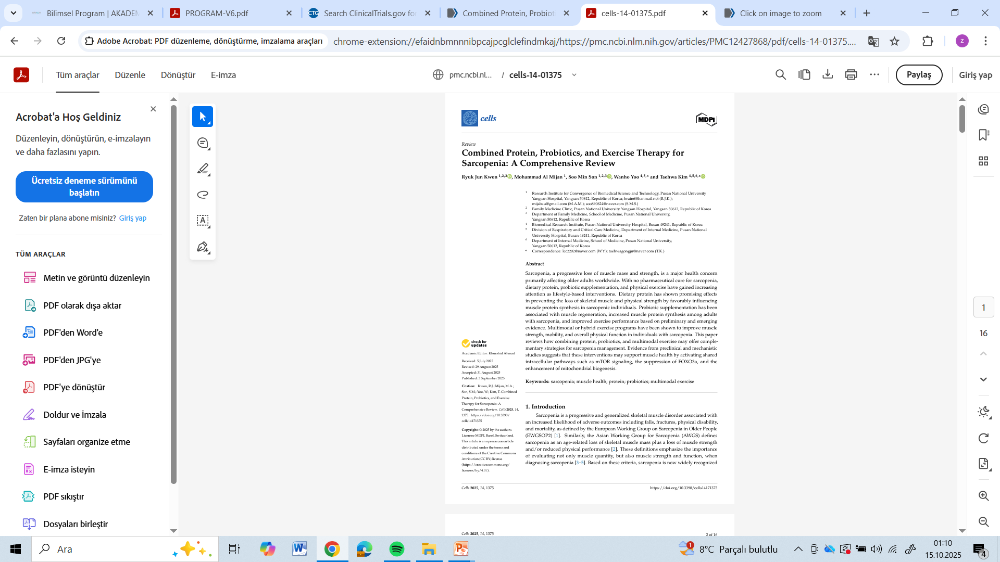 Bilimsel Program | AKADEM
PROGRAM-V6.pdf
Search ClinicalTrials.gov for
Combined Protein, Probioti
cells-14-01375.pdf
Click on image to zoom
Adobe Acrobat: PDF düzenleme, dönüştürme, imzalama araçları
chrome-extension://efaidnbmnnnibpcajpcglclefindmkaj/https://pmc.ncbi.nlm.nih.gov/articles/PMC12427868/pdf/cells-14-01375....
z
Tüm araçlar
Düzenle
Dönüştür
E-imza
pmc.ncbi.nl... / cells-14-01375
Paylaş
Giriş yap
Acrobat'a Hoş Geldiniz
Düzenleyin, dönüştürün, e-imzalayın
ve daha fazlasını yapın.
Ücretsiz deneme sürümünü
başlatın
Zaten bir plana abone misiniz? Giriş yap
TÜM ARAÇLAR
Metin ve görüntü düzenleyin
PDF olarak dışa aktar
PDF'den Word'e
PDF'den JPG'ye
PDF'ye dönüştür
Doldur ve İmzala
Sayfaları organize etme
E-imza isteyin
PDF sıkıştır
Dosyaları birleştir
cells
MDPI
Review
Combined Protein, Probiotics, and Exercise Therapy for
Sarcopenia: A Comprehensive Review
Ryuk Jun Kwon 1,2,3, Mohammad Al Mijan 1, Soo Min Son 1,2,3, Wanho Yoo 4,5,* and Taehwa Kim 4,5,6,*
1 Research Institute for Convergence of Biomedical Science and Technology, Pusan National University
Yangsan Hospital, Yangsan 50612, Republic of Korea; brain6@hanmail.net (R.J.K.);
mijabau@gmail.com (M.A.M.); soo890624@naver.com (S.M.S.)
2 Family Medicine Clinic, Pusan National University Yangsan Hospital, Yangsan 50612, Republic of Korea
3 Department of Family Medicine, School of Medicine, Pusan National University,
Yangsan 50612, Republic of Korea
4 Biomedical Research Institute, Pusan National University Hospital, Busan 49241, Republic of Korea
5 Division of Respiratory and Critical Care Medicine, Department of Internal Medicine, Pusan National
University Hospital, Busan 49241, Republic of Korea
6 Department of Internal Medicine, School of Medicine, Pusan National University,
Yangsan 50612, Republic of Korea
* Correspondence: lcc2202@naver.com (W.Y.); taehwagongju@naver.com (T.K.)
Abstract
Sarcopenia, a progressive loss of muscle mass and strength, is a major health concern
primarily affecting older adults worldwide. With no pharmaceutical cure for sarcopenia,
dietary protein, probiotic supplementation, and physical exercise have gained increasing
attention as lifestyle-based interventions. Dietary protein has shown promising effects
in preventing the loss of skeletal muscle and physical strength by favorably influencing
muscle protein synthesis in sarcopenic individuals. Probiotic supplementation has been
associated with muscle regeneration, increased muscle protein synthesis among adults
with sarcopenia, and improved exercise performance based on preliminary and emerging
evidence. Multimodal or hybrid exercise programs have been shown to improve muscle
strength, mobility, and overall physical function in individuals with sarcopenia. This paper
reviews how combining protein, probiotics, and multimodal exercise may offer comple-
mentary strategies for sarcopenia management. Evidence from preclinical and mechanistic
studies suggests that these interventions may support muscle health by activating shared
intracellular pathways such as mTOR signaling, the suppression of FOXO3a, and the
enhancement of mitochondrial biogenesis.
Keywords: sarcopenia; muscle health; protein; probiotics; multimodal exercise
check for
updates
Academic Editor: Khurshid Ahmad
Received: 5 July 2025
Revised: 29 August 2025
Accepted: 31 August 2025
Published: 3 September 2025
Citation: Kwon, R.J.; Mijan, M.A.;
Son, S.M.; Yoo, W.; Kim, T. Combined
Protein, Probiotics, and Exercise
Therapy for Sarcopenia: A
Comprehensive Review. Cells 2025, 14,
1375. https://doi.org/10.3390/
cells14171375
Copyright: © 2025 by the authors.
Licensee MDPI, Basel, Switzerland.
This article is an open access article
distributed under the terms and
conditions of the Creative Commons
Attribution (CC BY) license
(https://creativecommons.org/
licenses/by/4.0/).
1. Introduction
Sarcopenia is a progressive and generalized skeletal muscle disorder associated with
an increased likelihood of adverse outcomes including falls, fractures, physical disability,
and mortality, as defined by the European Working Group on Sarcopenia in Older People
(EWGSOP2) [1]. Similarly, the Asian Working Group for Sarcopenia (AWGS) defines
sarcopenia as an age-related loss of skeletal muscle mass plus a loss of muscle strength
and/or reduced physical performance [2]. These definitions emphasize the importance
of evaluating not only muscle quantity, but also muscle strength and function, when
diagnosing sarcopenia [3–5]. Based on these criteria, sarcopenia is now widely recognized
Cells 2025, 14, 1375
https://doi.org/10.3390/cells14171375
Cells 2025, 14, 1375
2 of 16
1
16
Ara
1
8°C Parçalı bulutlu
01:10
15.10.2025
4